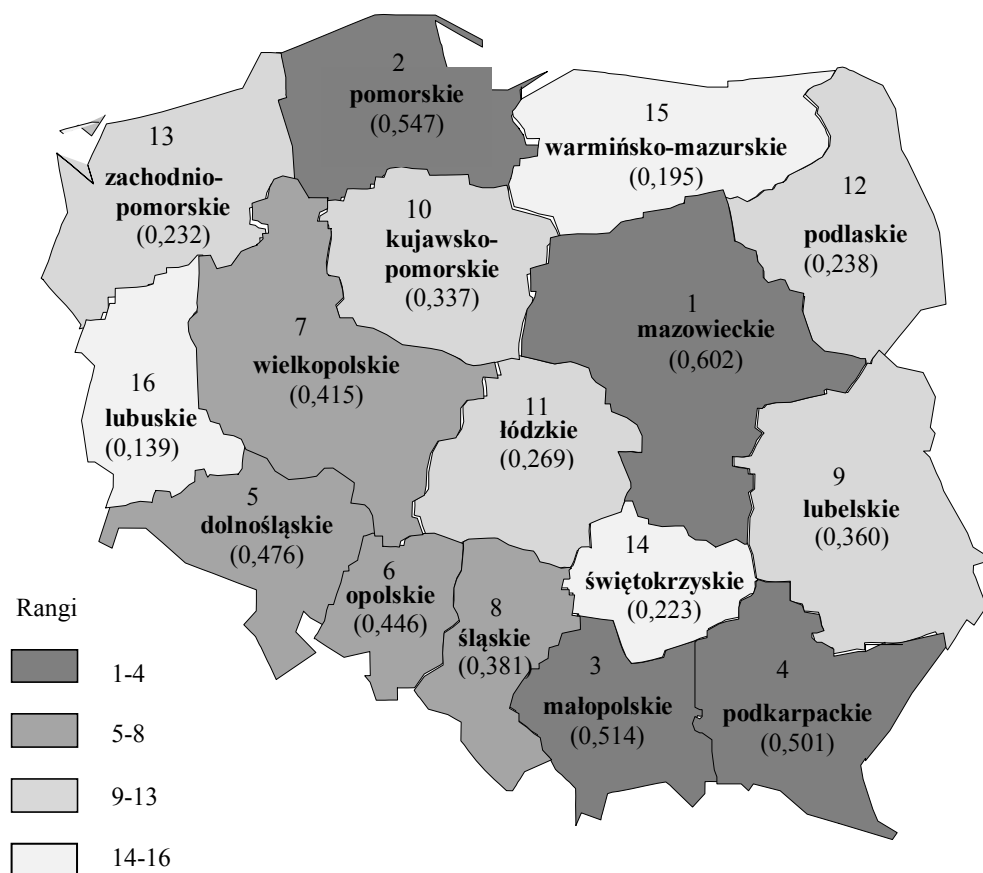 2
pomorskie
(0,547)
15
warmińsko-mazurskie
(0,195)
13
zachodnio-
pomorskie
(0,232)
12
podlaskie
(0,238)
10
kujawsko-
pomorskie
(0,337)
1
mazowieckie
(0,602)
7
wielkopolskie
(0,415)
16
lubuskie
(0,139)
11
łódzkie
(0,269)
9
lubelskie
(0,360)
5
dolnośląskie
(0,476)
14
świętokrzyskie
(0,223)
6
opolskie
(0,446)
8
śląskie
(0,381)
3
małopolskie
(0,514)
4
podkarpackie
(0,501)
Rangi
1-4
5-8
9-13
14-16